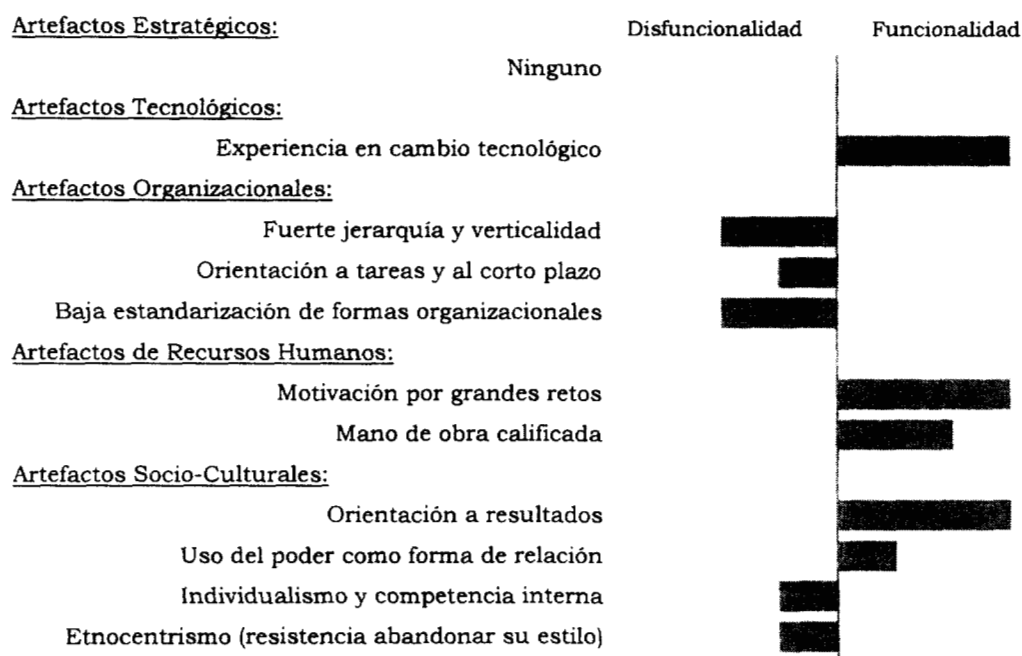 Artefactos Estratégicos: Disfuncionalidad Funcionalidad
Ninguno
Artefactos Tecnológicos:
Experiencia en cambio tecnológico
Artefactos Organizacionales:
Fuerte jerarquía y verticalidad
Orientación a tareas y al corto plazo
Baja estandarización de formas organizacionales
Artefactos de Recursos Humanos:
Motivación por grandes retos
Mano de obra calificada
Artefactos Socio-Culturales:
Orientación a resultados
Uso del poder como forma de relación
Individualismo y competencia interna
Etnocentrismo (resistencia abandonar su estilo)